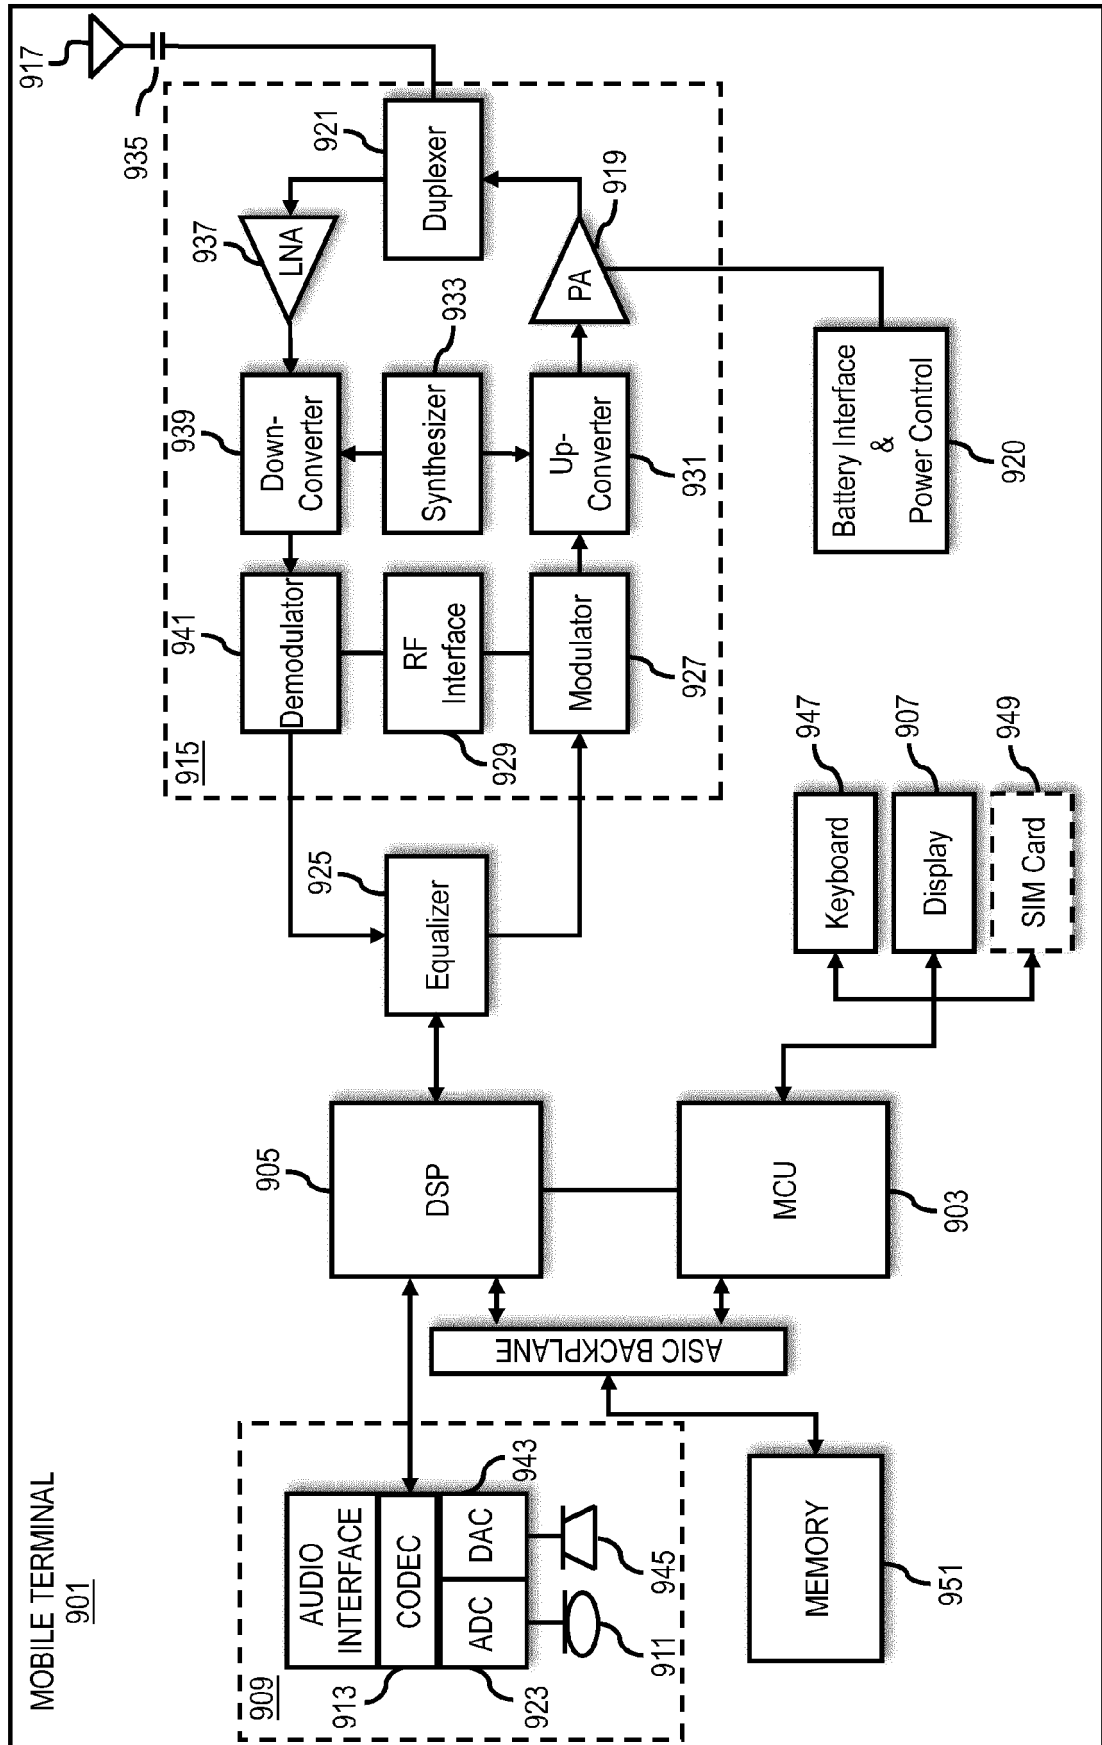 MOBILE TERMINAL
901
909
AUDIO
INTERFACE
CODEC
ADC
DAC
913
923
943
911
945
MEMORY
951
ASIC BACKPLANE
DSP
905
MCU
903
Equalizer
925
Keyboard
947
Display
907
SIM Card
949
915
Demodulator
941
RF
Interface
929
Modulator
927
Down-
Converter
939
Synthesizer
933
Up-
Converter
931
LNA
937
PA
919
Duplexer
921
935
917
Battery Interface
&
Power Control
920